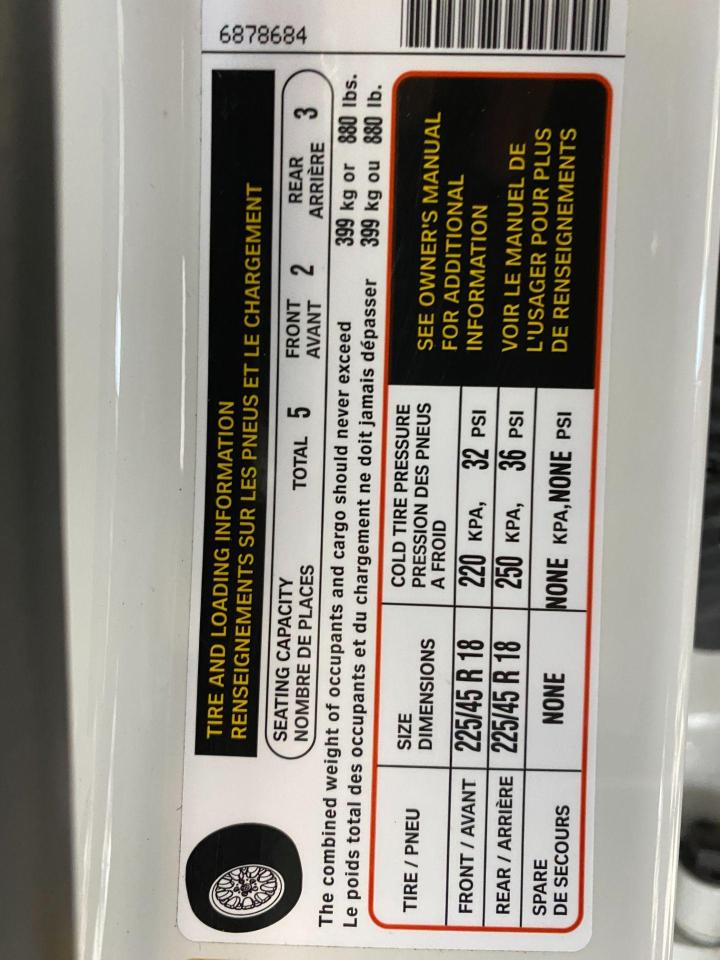 6878684
TIRE AND LOADING INFORMATION
RENSEIGNEMENTS SUR LES PNEUS ET LE CHARGEMENT
SEATING CAPACITY
NOMBRE DE PLACES
TOTAL 5
FRONT
AVANT 2
REAR
ARRIÈRE 3
The combined weight of occupants and cargo should never exceed 399 kg or 880 lbs.
Le poids total des occupants et du chargement ne doit jamais dépasser 399 kg ou 880 lb.
TIRE / PNEU
SIZE
DIMENSIONS
COLD TIRE PRESSURE
PRESSION DES PNEUS
A FROID
FRONT / AVANT 225/45 R 18 220 KPA, 32 PSI
REAR / ARRIÈRE 225/45 R 18 250 KPA, 36 PSI
SPARE
DE SECOURS NONE NONE KPA, NONE PSI
SEE OWNER'S MANUAL
FOR ADDITIONAL
INFORMATION
VOIR LE MANUEL DE
L'USAGER POUR PLUS
DE RENSEIGNEMENTS